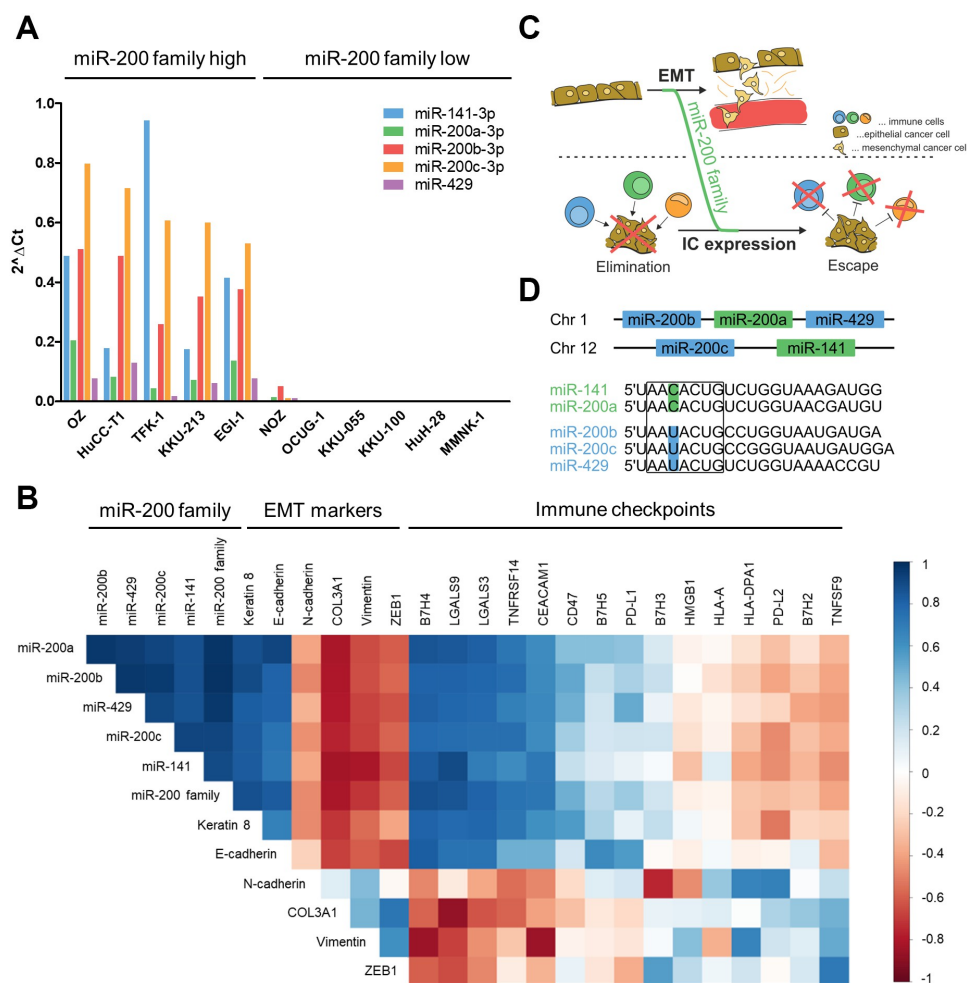 A
miR-200 family high
miR-200 family low
2^ΔCt
1.0
0.8
0.6
0.4
0.2
0.0
miR-141-3p
miR-200a-3p
miR-200b-3p
miR-200c-3p
miR-429
OZ
HuCC-T1
TFK-1
KKU-213
EGI-1
NOZ
OCUG-1
KKU-055
KKU-100
HuH-28
MMNK-1
C
EMT
miR-200 family
... immune cells
...epithelial cancer cell
... mesenchymal cancer cel
IC expression
Elimination
Escape
D
Chr 1
miR-200b
miR-200a
miR-429
Chr 12
miR-200c
miR-141
miR-141 5'UAACACUGUCUGGUAAAGAUGG
miR-200a 5'UAACACUGUCUGGUAACGAUGU
miR-200b 5'UAAUACUGCCUGGUAAUGAUGA
miR-200c 5'UAAUACUGCCGGGUAAUGAUGGA
miR-429 5'UAAUACUGUCUGGUAAAACCGU
B
miR-200 family
EMT markers
Immune checkpoints
miR-200b
miR-429
miR-200c
miR-141
miR-200 family
Keratin 8
E-cadherin
N-cadherin
COL3A1
Vimentin
ZEB1
B7H4
LGALS9
LGALS3
TNFRSF14
CEACAM1
CD47
B7H5
PD-L1
B7H3
HMGB1
HLA-A
HLA-DPA1
PD-L2
B7H2
TNFSF9
miR-200a
miR-200b
miR-429
miR-200c
miR-141
miR-200 family
Keratin 8
E-cadherin
N-cadherin
COL3A1
Vimentin
ZEB1
1
0.8
0.6
0.4
0.2
0
-0.2
-0.4
-0.6
-0.8
-1